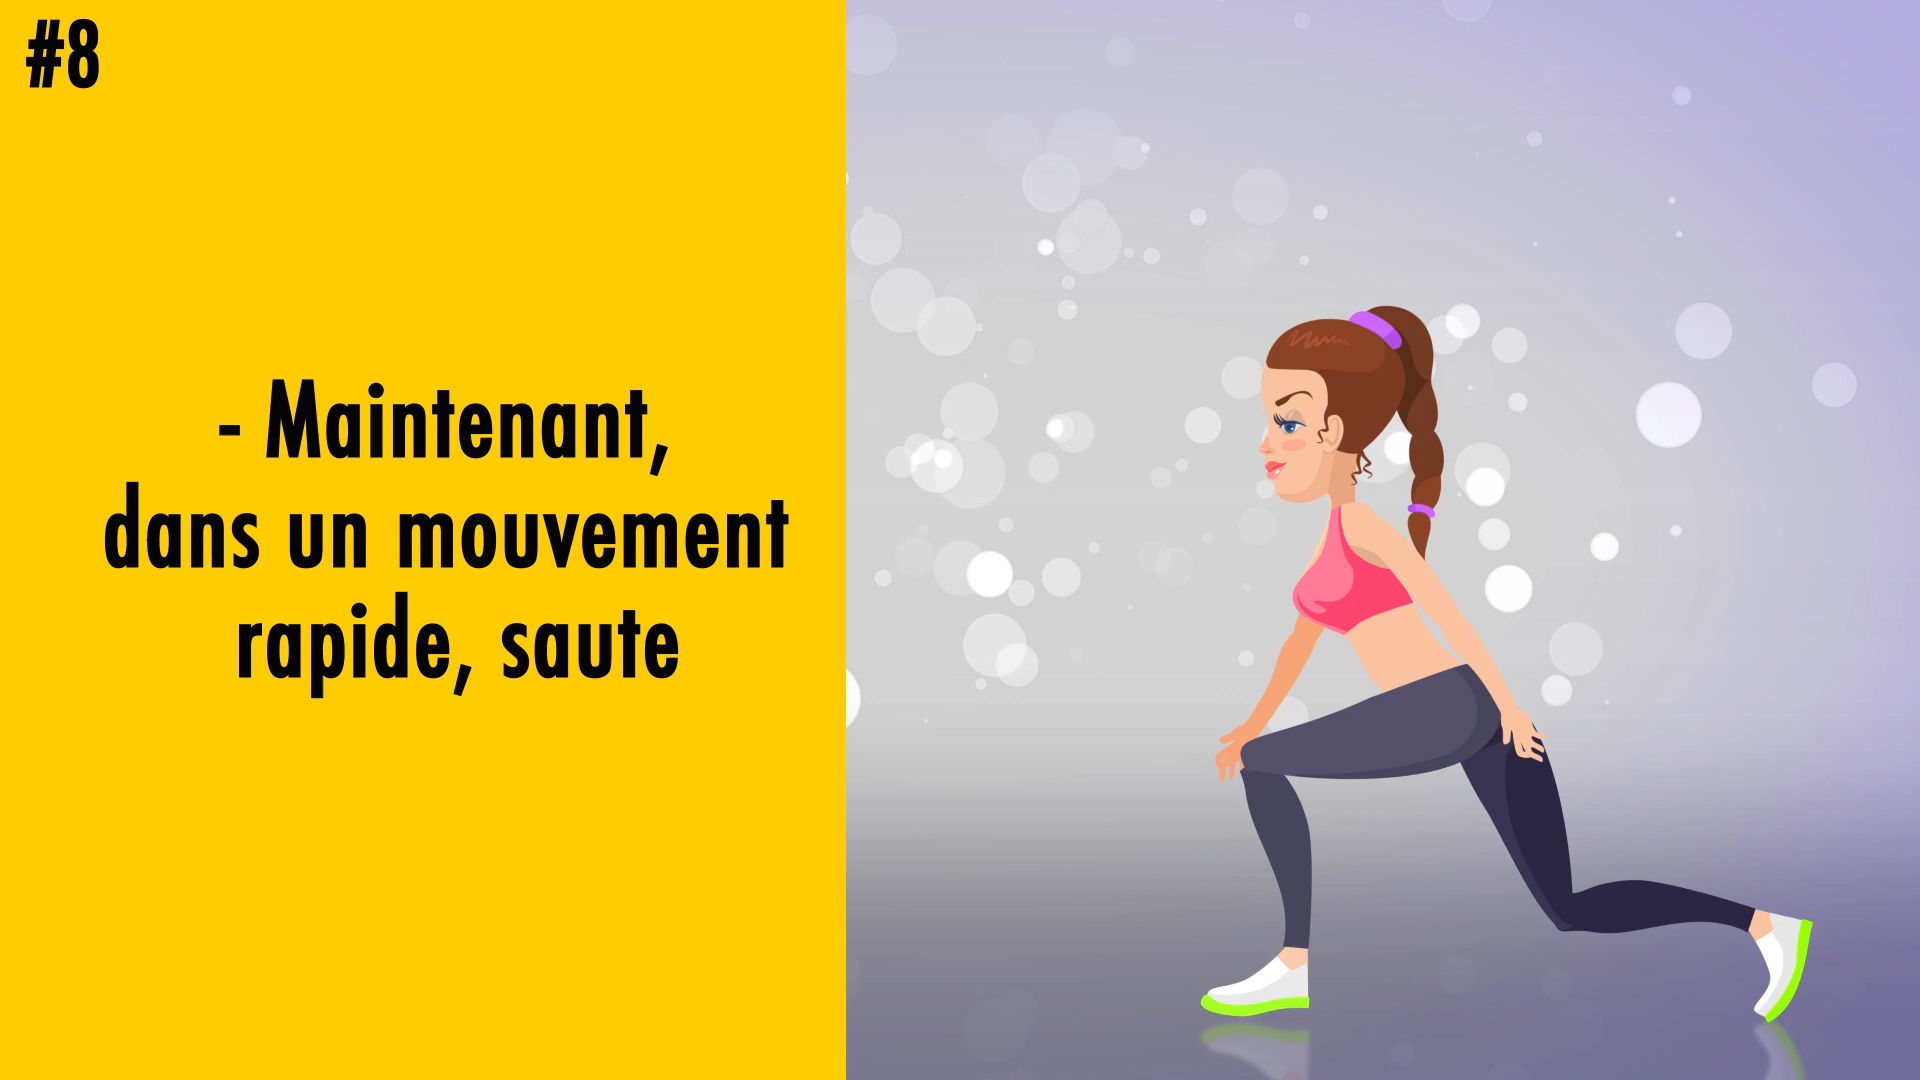 #8
- Maintenant,
dans un mouvement
rapide, saute